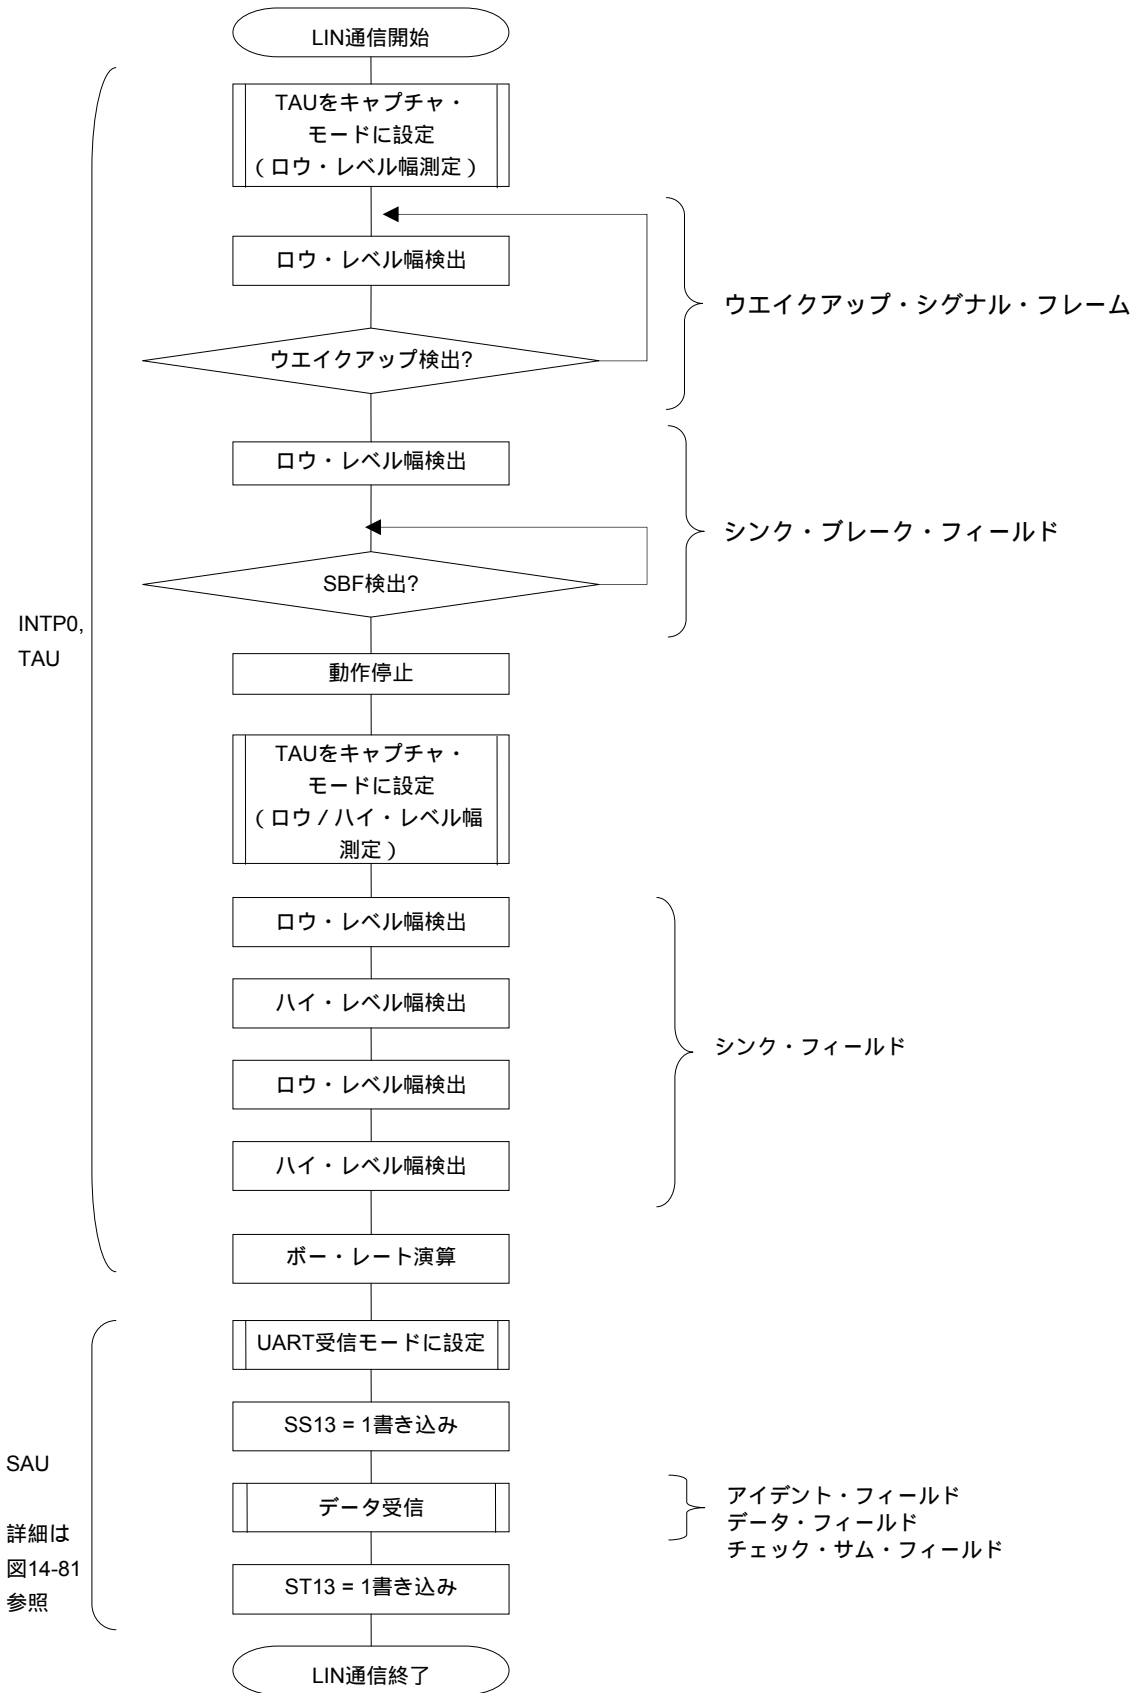 LIN通信開始
TAUをキャプチャ・
モードに設定
(ロウ・レベル幅測定)
ロウ・レベル幅検出
ウエイクアップ検出?
ウエイクアップ・シグナル・フレーム
ロウ・レベル幅検出
SBF検出?
シンク・ブレーク・フィールド
INTP0,
TAU
動作停止
TAUをキャプチャ・
モードに設定
(ロウ/ハイ・レベル幅
測定)
ロウ・レベル幅検出
ハイ・レベル幅検出
ロウ・レベル幅検出
ハイ・レベル幅検出
シンク・フィールド
ボー・レート演算
UART受信モードに設定
SS13 = 1書き込み
データ受信
ST13 = 1書き込み
SAU
詳細は
図14-81
参照
アイデント・フィールド
データ・フィールド
チェック・サム・フィールド
LIN通信終了